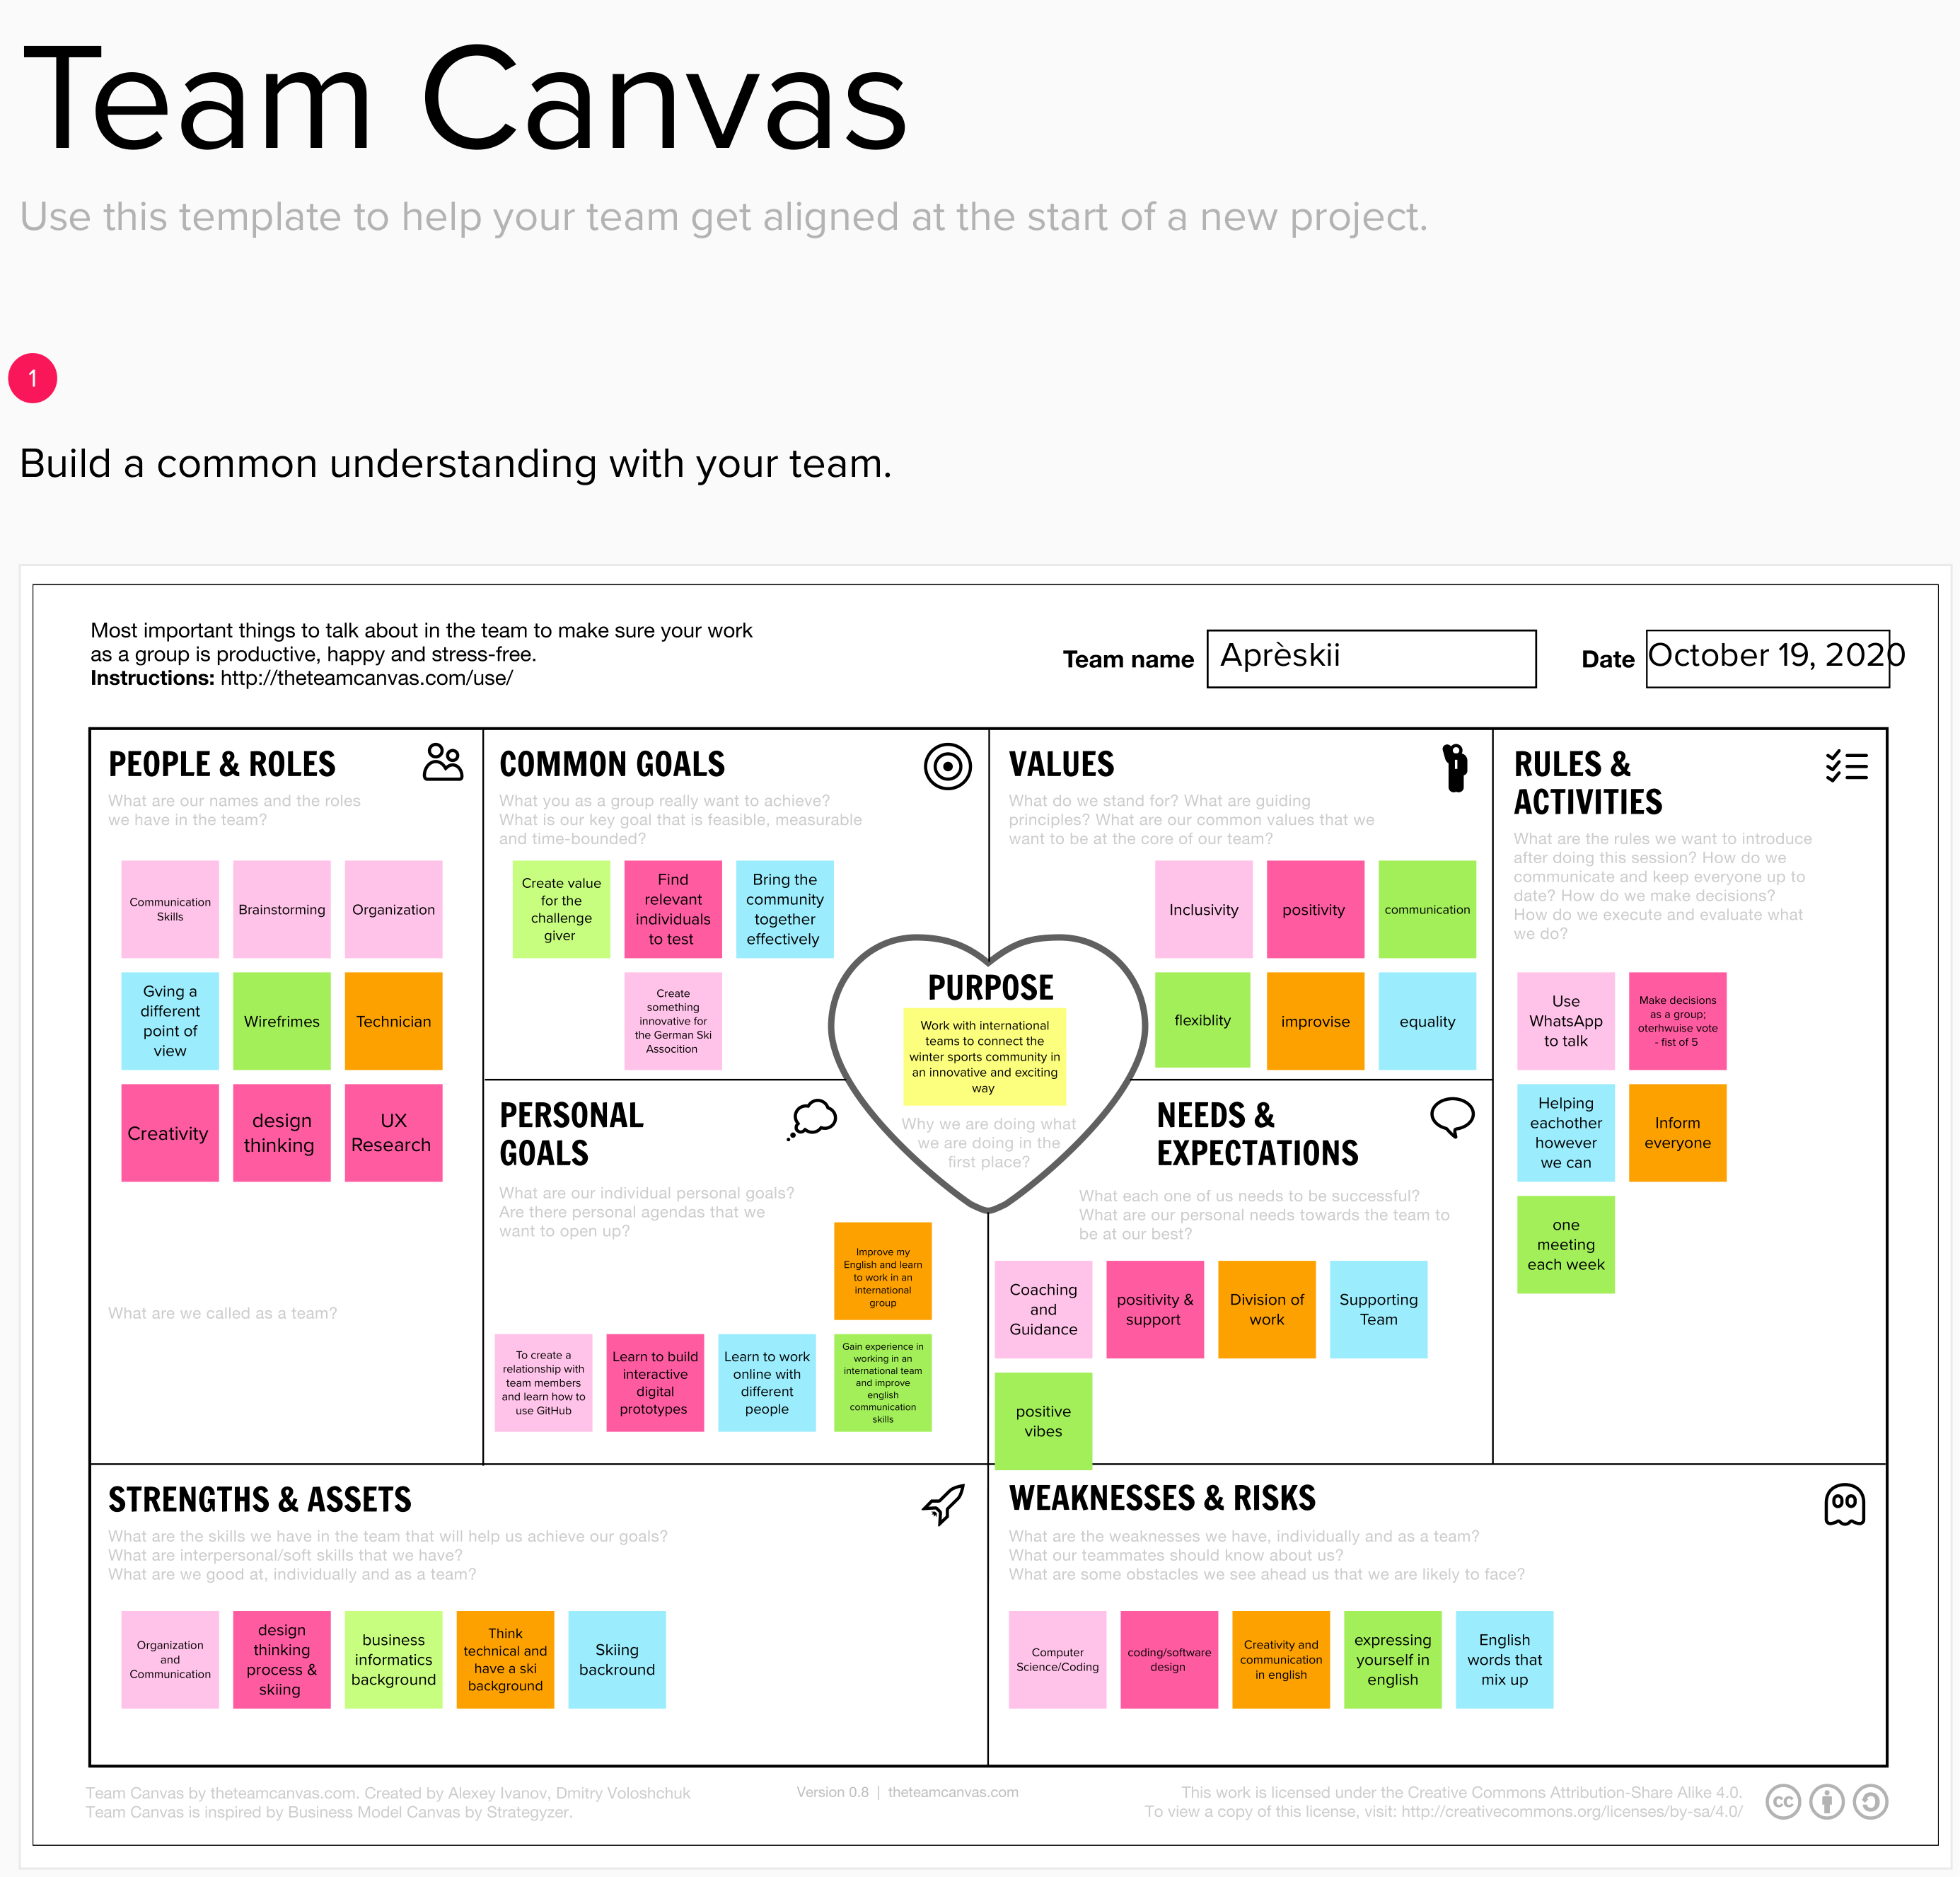 Team Canvas
Use this template to help your team get aligned at the start of a new project.
1
Build a common understanding with your team.
Most important things to talk about in the team to make sure your work
as a group is productive, happy and stress-free.
Instructions: http://theteamcanvas.com/use/
Team name
Aprèskii
Date
October 19, 2020
PEOPLE & ROLES
What are our names and the roles
we have in the team?
Communication
Skills
Brainstorming
Organization
Gving a
different
point of
view
Wirefrimes
Technician
Creativity
design
thinking
UX
Research
What are we called as a team?
COMMON GOALS
What you as a group really want to achieve?
What is our key goal that is feasible, measurable
and time-bounded?
Create value
for the
challenge
giver
Find
relevant
individuals
to test
Bring the
community
together
effectively
Create
something
innovative for
the German Ski
Assocition
PURPOSE
Work with international
teams to connect the
winter sports community in
an innovative and exciting
way
Why we are doing what
we are doing in the
first place?
VALUES
What do we stand for? What are guiding
principles? What are our common values that we
want to be at the core of our team?
Inclusivity
positivity
communication
flexiblity
improvise
equality
RULES &
ACTIVITIES
What are the rules we want to introduce
after doing this session? How do we
communicate and keep everyone up to
date? How do we make decisions?
How do we execute and evaluate what
we do?
Use
WhatsApp
to talk
Make decisions
as a group;
oterhwuise vote
- fist of 5
Helping
eachother
however
we can
Inform
everyone
one
meeting
each week
PERSONAL
GOALS
What are our individual personal goals?
Are there personal agendas that we
want to open up?
Improve my
English and learn
to work in an
international
group
To create a
relationship with
team members
and learn how to
use GitHub
Learn to build
interactive
digital
prototypes
Learn to work
online with
different
people
Gain experience in
working in an
international team
and improve
english
communication
skills
NEEDS &
EXPECTATIONS
What each one of us needs to be successful?
What are our personal needs towards the team to
be at our best?
Coaching
and
Guidance
positivity &
support
Division of
work
Supporting
Team
positive
vibes
STRENGTHS & ASSETS
What are the skills we have in the team that will help us achieve our goals?
What are interpersonal/soft skills that we have?
What are we good at, individually and as a team?
Organization
and
Communication
design
thinking
process &
skiing
business
informatics
background
Think
technical and
have a ski
background
Skiing
backround
WEAKNESSES & RISKS
What are the weaknesses we have, individually and as a team?
What our teammates should know about us?
What are some obstacles we see ahead us that we are likely to face?
Computer
Science/Coding
coding/software
design
Creativity and
communication
in english
expressing
yourself in
english
English
words that
mix up
Team Canvas by theteamcanvas.com. Created by Alexey Ivanov, Dmitry Voloshchuk
Team Canvas is inspired by Business Model Canvas by Strategyzer.
Version 0.8 | theteamcanvas.com
This work is licensed under the Creative Commons Attribution-Share Alike 4.0.
To view a copy of this license, visit: http://creativecommons.org/licenses/by-sa/4.0/
cc